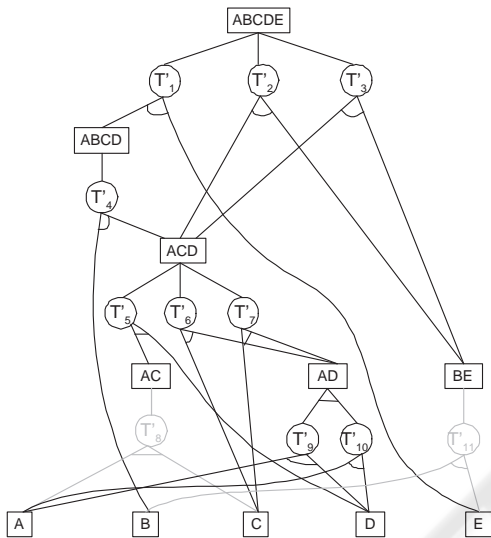 ABCDE
T'1 T'2 T'3
ABCD
T'4
ACD
T'5 T'6 T'7
AC AD BE
T'8 T'9 T'10 T'11
A B C D E